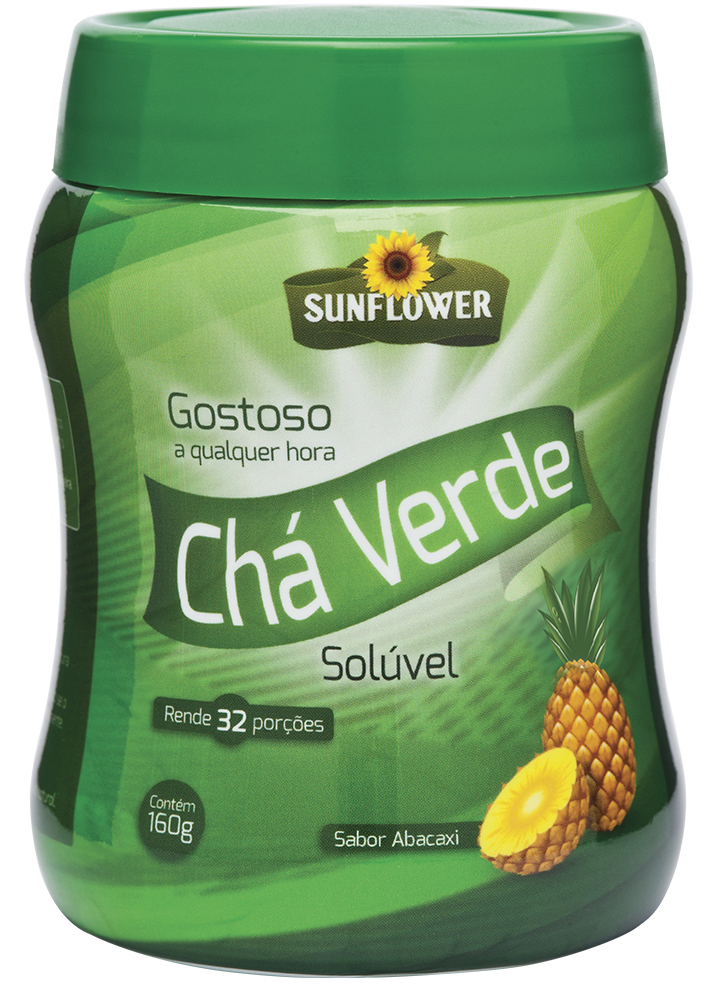 SUNFLOWER
Gostoso
a qualquer hora
Chá Verde
Solúvel
Rende 32 porções
Contém
160g
Sabor Abacaxi